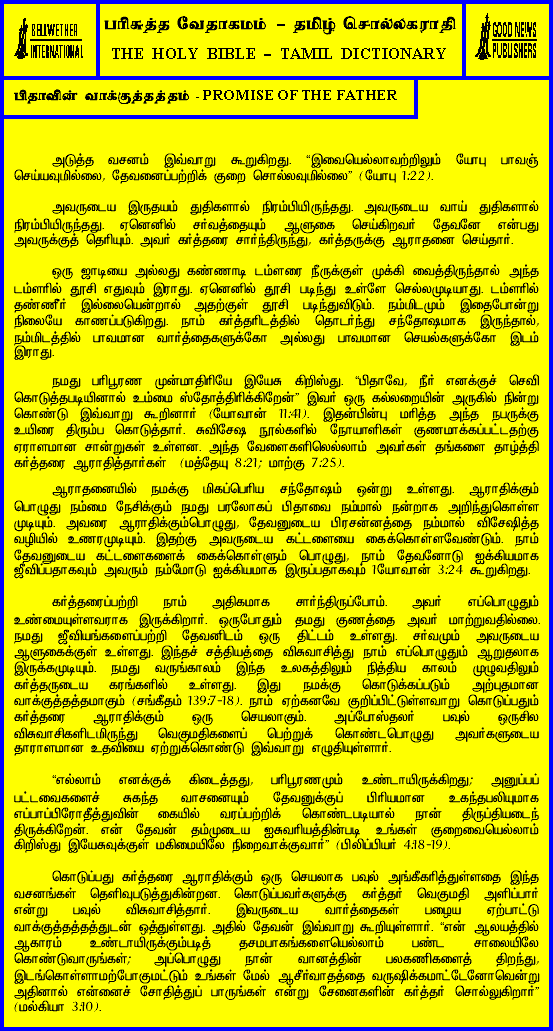 BELLWETHER
INTERNATIONAL
பரிசுத்த வேதாகமம் – தமிழ் சொல்லகராதி
THE HOLY BIBLE – TAMIL DICTIONARY
GOOD NEWS
PUBLISHERS
பிதாவின் வாக்குத்தத்தம் - PROMISE OF THE FATHER
அடுத்த வசனம் இவ்வாறு கூறுகிறது. “இவையெல்லாவற்றிலும் யோபு பாவஞ்
செய்யவுமில்லை, தேவனைப்பற்றிக் குறை சொல்லவுமில்லை” (யோபு 1:22).
அவருடைய இருதயம் துதிகளால் நிரம்பியிருந்தது. அவருடைய வாய் துதிகளால்
நிரம்பியிருந்தது. ஏனெனில் சர்வத்தையும் ஆளுகை செய்கிறவர் தேவனே என்பது
அவருக்குத் தெரியும். அவர் கர்த்தரை சார்ந்திருந்து, கர்த்தருக்கு ஆராதனை செய்தார்.
ஒரு ஜாடியை அல்லது கண்ணாடி டம்ளரை நீருக்குள் முக்கி வைத்திருந்தால் அந்த
டம்ளரில் தூசி எதுவும் இராது. ஏனெனில் தூசி படிந்து உள்ளே செல்லமுடியாது. டம்ளரில்
தண்ணீர் இல்லையென்றால் அதற்குள் தூசி படிந்துவிடும். நம்மிடமும் இதைபோன்று
நிலையே காணப்படுகிறது. நாம் கர்த்தரிடத்தில் தொடர்ந்து சந்தோஷமாக இருந்தால்,
நம்மிடத்தில் பாவமான வார்த்தைகளுக்கோ அல்லது பாவமான செயல்களுக்கோ இடம்
இராது.
நமது பரிபூரண முன்மாதிரியே இயேசு கிறிஸ்து. “பிதாவே, நீர் எனக்குச் செவி
கொடுத்தபடியினால் உம்மை ஸ்தோத்திரிக்கிறேன்” இவர் ஒரு கல்லறையின் அருகில் நின்று
கொண்டு இவ்வாறு கூறினார் (யோவான் 11:41). இதன்பின்பு மரித்த அந்த நபருக்கு
உயிரை திரும்ப கொடுத்தார். சுவிசேஷ நூல்களில் நோயாளிகள் குணமாக்கப்பட்டதற்கு
ஏராளமான சான்றுகள் உள்ளன. அந்த வேளைகளிலெல்லாம் அவர்கள் தங்களை தாழ்த்தி
கர்த்தரை ஆராதித்தார்கள் (மத்தேயு 8:21; மாற்கு 7:25).
ஆராதனையில் நமக்கு மிகப்பெரிய சந்தோஷம் ஒன்று உள்ளது. ஆராதிக்கும்
பொழுது நம்மை நேசிக்கும் நமது பரலோகப் பிதாவை நம்மால் நன்றாக அறிந்துகொள்ள
முடியும். அவரை ஆராதிக்கும்பொழுது, தேவனுடைய பிரசன்னத்தை நம்மால் விசேஷித்த
வழியில் உணரமுடியும். இதற்கு அவருடைய கட்டளையை கைக்கொள்ளவேண்டும். நாம்
தேவனுடைய கட்டளைகளைக் கைக்கொள்ளும் பொழுது, நாம் தேவனோடு ஐக்கியமாக
ஜீவிப்பதாகவும் அவரும் நம்மோடு ஐக்கியமாக இருப்பதாகவும் 1யோவான் 3:24 கூறுகிறது.
கர்த்தரைப்பற்றி நாம் அதிகமாக சார்ந்திருப்போம். அவர் எப்பொழுதும்
உண்மையுள்ளவராக இருக்கிறார். ஒருபோதும் தமது குணத்தை அவர் மாற்றுவதில்லை.
நமது ஜீவியங்களைப்பற்றி தேவனிடம் ஒரு திட்டம் உள்ளது. சர்வமும் அவருடைய
ஆளுகைக்குள் உள்ளது. இந்தச் சத்தியத்தை விசுவாசித்து நாம் எப்பொழுதும் ஆறுதலாக
இருக்கமுடியும். நமது வருங்காலம் இந்த உலகத்திலும் நித்திய காலம் முழுவதிலும்
கர்த்தருடைய கரங்களில் உள்ளது. இது நமக்கு கொடுக்கப்படும் அற்புதமான
வாக்குத்தத்தமாகும் (சங்கீதம் 139:7-18). நாம் ஏற்கனவே குறிப்பிட்டுள்ளவாறு கொடுப்பதும்
கர்த்தரை ஆராதிக்கும் ஒரு செயலாகும். அப்போஸ்தலர் பவுல் ஒருசில
விசுவாசிகளிடமிருந்து வெகுமதிகளைப் பெற்றுக் கொண்டபொழுது அவர்களுடைய
தாராளமான உதவியை ஏற்றுக்கொண்டு இவ்வாறு எழுதியுள்ளார்.
“எல்லாம் எனக்குக் கிடைத்தது, பரிபூரணமும் உண்டாயிருக்கிறது; அனுப்பப்
பட்டவைகளைச் சுகந்த வாசனையும் தேவனுக்குப் பிரியமான உகந்தபலியுமாக
எப்பாப்பிரோதீத்துவின் கையில் வரப்பற்றிக் கொண்டபடியால் நான் திருப்தியடைந்
திருக்கிறேன். என் தேவன் தம்முடைய ஐசுவரியத்தின்படி உங்கள் குறைவையெல்லாம்
கிறிஸ்து இயேசுவுக்குள் மகிமையிலே நிறைவாக்குவார்” (பிலிப்பியர் 4:18-19).
கொடுப்பது கர்த்தரை ஆராதிக்கும் ஒரு செயலாக பவுல் அங்கீகரித்துள்ளதை இந்த
வசனங்கள் தெளிவுபடுத்துகின்றன. கொடுப்பவர்களுக்கு கர்த்தர் வெகுமதி அளிப்பார்
என்று பவுல் விசுவாசித்தார். இவருடைய வார்த்தைகள் பழைய ஏற்பாட்டு
வாக்குத்தத்தத்துடன் ஒத்துள்ளது. அதில் தேவன் இவ்வாறு கூறியுள்ளார். “என் ஆலயத்தில்
ஆகாரம் உண்டாயிருக்கும்படித் தசமபாகங்களையெல்லாம் பண்ட சாலையிலே
கொண்டுவாருங்கள்; அப்பொழுது நான் வானத்தின் பலகணிகளைத் திறந்து,
இடங்கொள்ளாமற்போகுமட்டும் உங்கள் மேல் ஆசீர்வாதத்தை வருஷிக்கமாட்டேனோவென்று
அதினால் என்னைச் சோதித்துப் பாருங்கள் என்று சேனைகளின் கர்த்தர் சொல்லுகிறார்”
(மல்கியா 3:10).